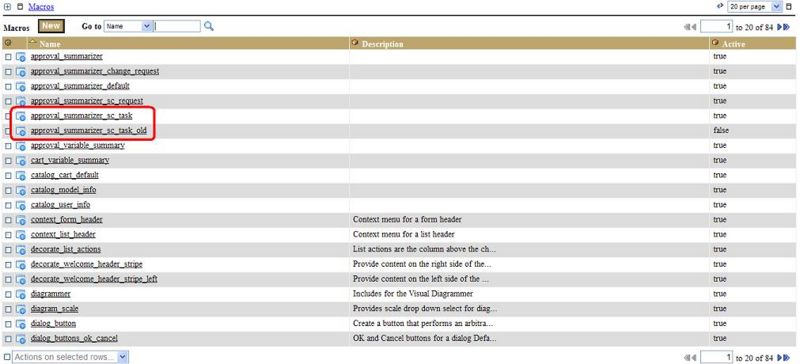 Macros
20 per page
Macros New Go to Name
1 to 20 of 84
Name Description Active
approval_summarizer true
approval_summarizer_change_request true
approval_summarizer_default true
approval_summarizer_sc_request true
approval_summarizer_sc_task true
approval_summarizer_sc_task_old false
approval_variable_summary true
cart_variable_summary true
catalog_cart_default true
catalog_model_info true
catalog_user_info true
context_form_header Context menu for a form header true
context_list_header Context menu for a list header true
decorate_list_actions List actions are the column above the ch... true
decorate_welcome_header_stripe Provide content on the right side of the... true
decorate_welcome_header_stripe_left Provide content on the left side of the ... true
diagrammer Includes for the Visual Diagrammer true
diagram_scale Provides scale drop down select for diag... true
dialog_button Create a button that performs an arbitra... true
dialog_buttons_ok_cancel OK and Cancel buttons for a dialog Defa... true
Actions on selected rows... 1 to 20 of 84